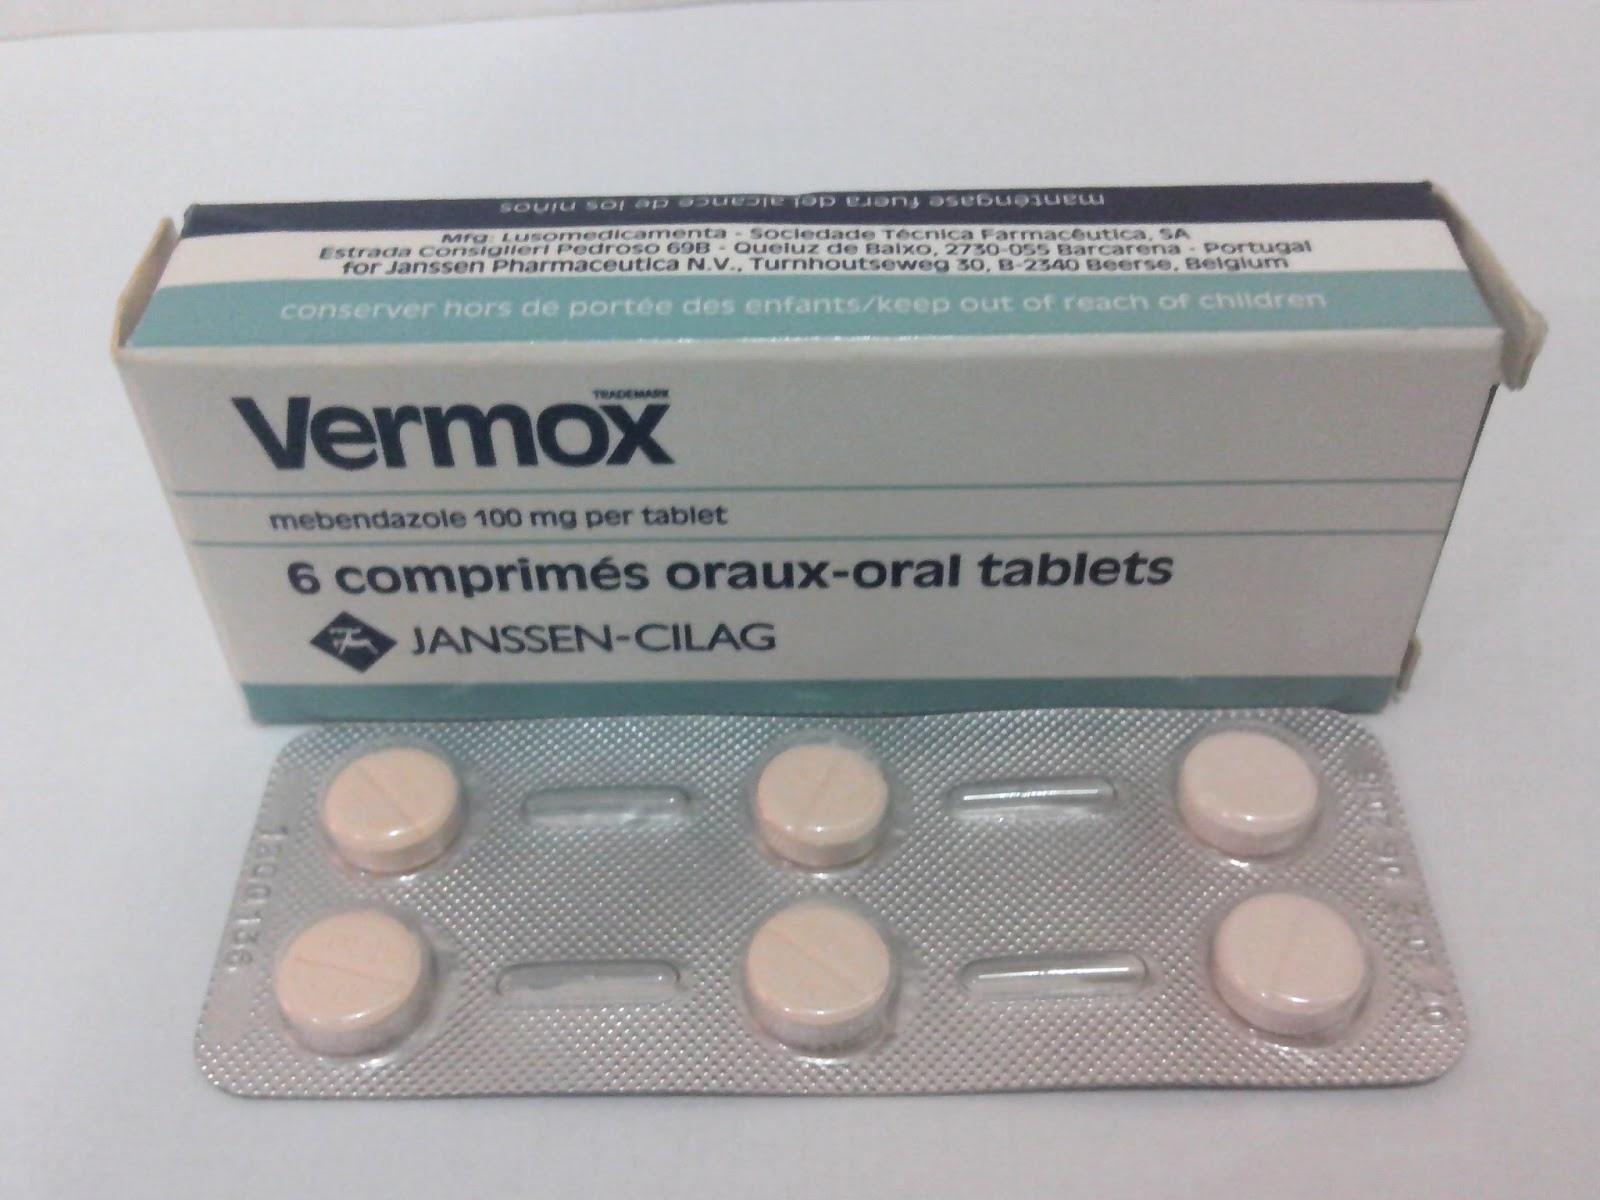 manténgase fuera del alcance de los niños
Mfg: Lusomedicamenta - Sociedade Técnica Farmacêutica, SA
Estrada Consiglieri Pedroso 69B - Queluz de Baixo, 2730-055 Barcarena - Portugal
for Janssen Pharmaceutica N.V., Turnhoutseweg 30, B-2340 Beerse, Belgium
conserver hors de portée des enfants/keep out of reach of children
TRADEMARK
Vermox
mebendazole 100 mg per tablet
6 comprimés oraux-oral tablets
JANSSEN-CILAG